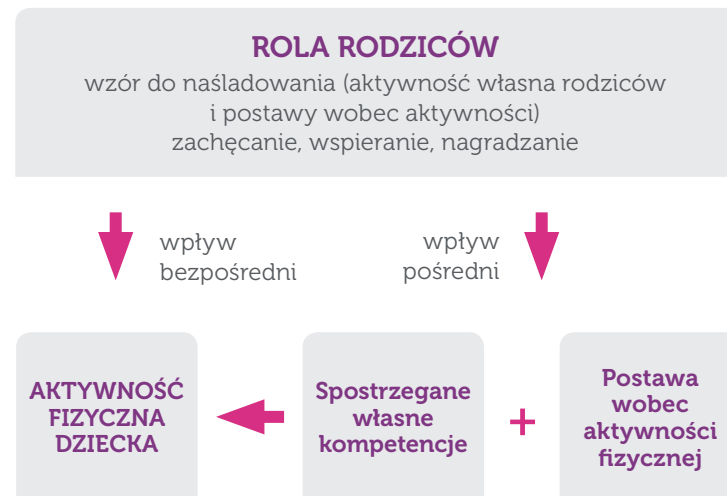 ROLA RODZICÓW
wzór do naśladowania (aktywność własna rodziców
i postawy wobec aktywności)
zachęcanie, wspieranie, nagradzanie
wpływ
bezpośredni
wpływ
pośredni
AKTYWNOŚĆ
FIZYCZNA
DZIECKA
Spostrzegane
własne
kompetencje
+
Postawa
wobec
aktywności
fizycznej